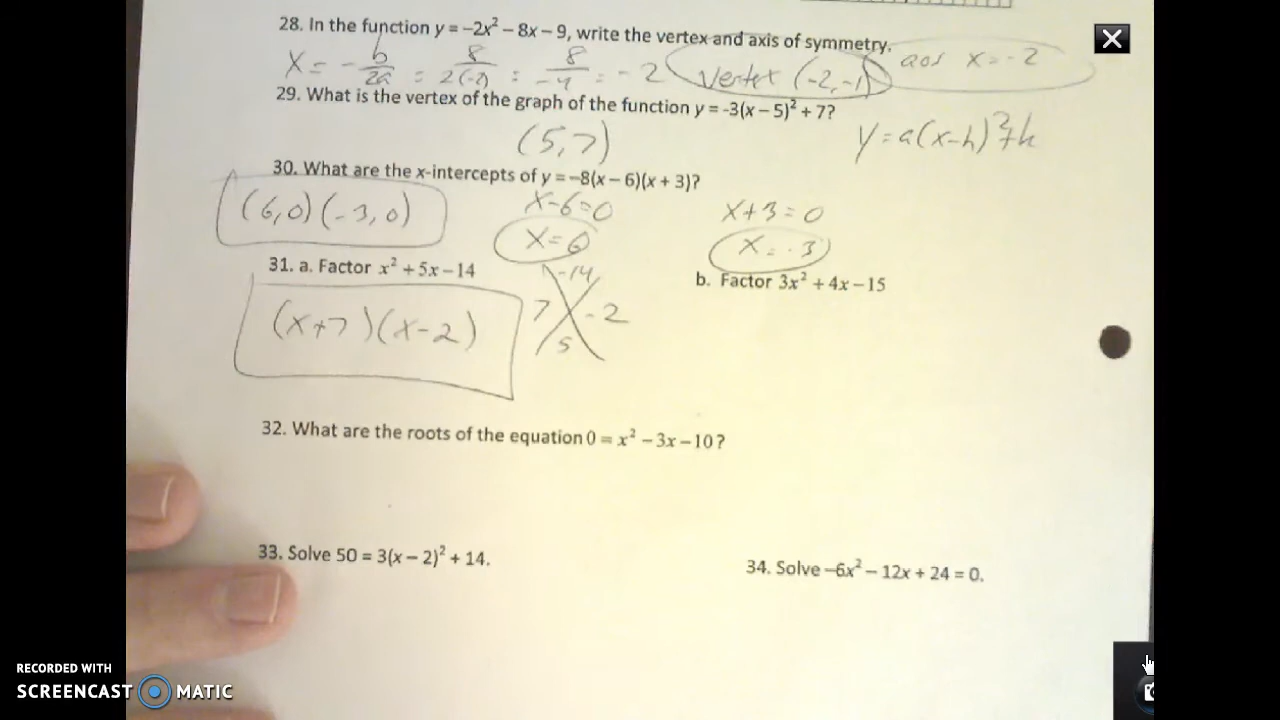 28. In the function y = −2x² − 8x − 9, write the vertex and axis of symmetry.
x = - b/2a = 8/2(-2) = 8/-4 = -2 vertex (-2,-1) aos x = -2
29. What is the vertex of the graph of the function y = -3(x − 5)² + 7?
(5,7) y = a(x-h)²+k
30. What are the x-intercepts of y = −8(x − 6)(x + 3)?
(6,0) (-3,0) x-6=0 x+3=0
x=6 x=-3
31. a. Factor x² + 5x − 14 b. Factor 3x² + 4x − 15
(x+7)(x-2) -14
7 -2
5
32. What are the roots of the equation 0 = x² − 3x − 10?
33. Solve 50 = 3(x − 2)² + 14. 34. Solve −6x² − 12x + 24 = 0.
RECORDED WITH
SCREENCAST MATIC